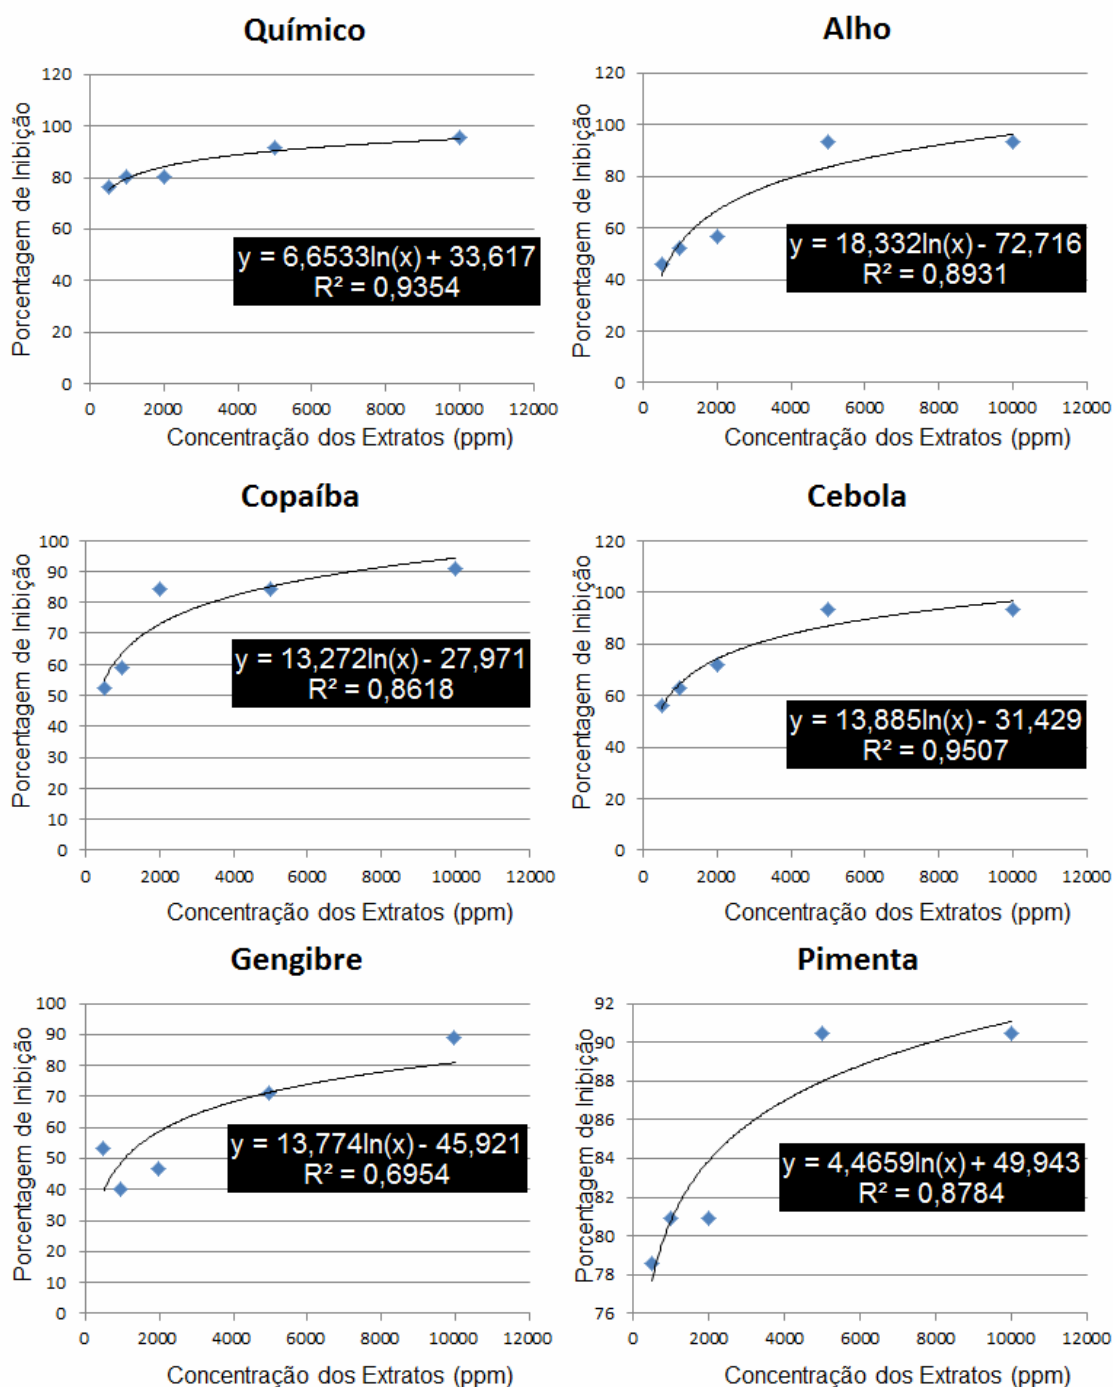 Químico
Porcentagem de Inibição
120
100
80
60
40
20
0
y = 6,6533ln(x) + 33,617
R² = 0,9354
0 2000 4000 6000 8000 10000 12000
Concentração dos Extratos (ppm)
Alho
Porcentagem de Inibição
120
100
80
60
40
20
0
y = 18,332ln(x) - 72,716
R² = 0,8931
0 2000 4000 6000 8000 10000 12000
Concentração dos Extratos (ppm)
Copaíba
Porcentagem de Inibição
100
90
80
70
60
50
40
30
20
10
0
y = 13,272ln(x) - 27,971
R² = 0,8618
0 2000 4000 6000 8000 10000 12000
Concentração dos Extratos (ppm)
Cebola
Porcentagem de Inibição
120
100
80
60
40
20
0
y = 13,885ln(x) - 31,429
R² = 0,9507
0 2000 4000 6000 8000 10000 12000
Concentração dos Extratos (ppm)
Gengibre
Porcentagem de Inibição
100
90
80
70
60
50
40
30
20
10
0
y = 13,774ln(x) - 45,921
R² = 0,6954
0 2000 4000 6000 8000 10000 12000
Concentração dos Extratos (ppm)
Pimenta
Porcentagem de Inibição
92
90
88
86
84
82
80
78
76
y = 4,4659ln(x) + 49,943
R² = 0,8784
0 2000 4000 6000 8000 10000 12000
Concentração dos Extratos (ppm)